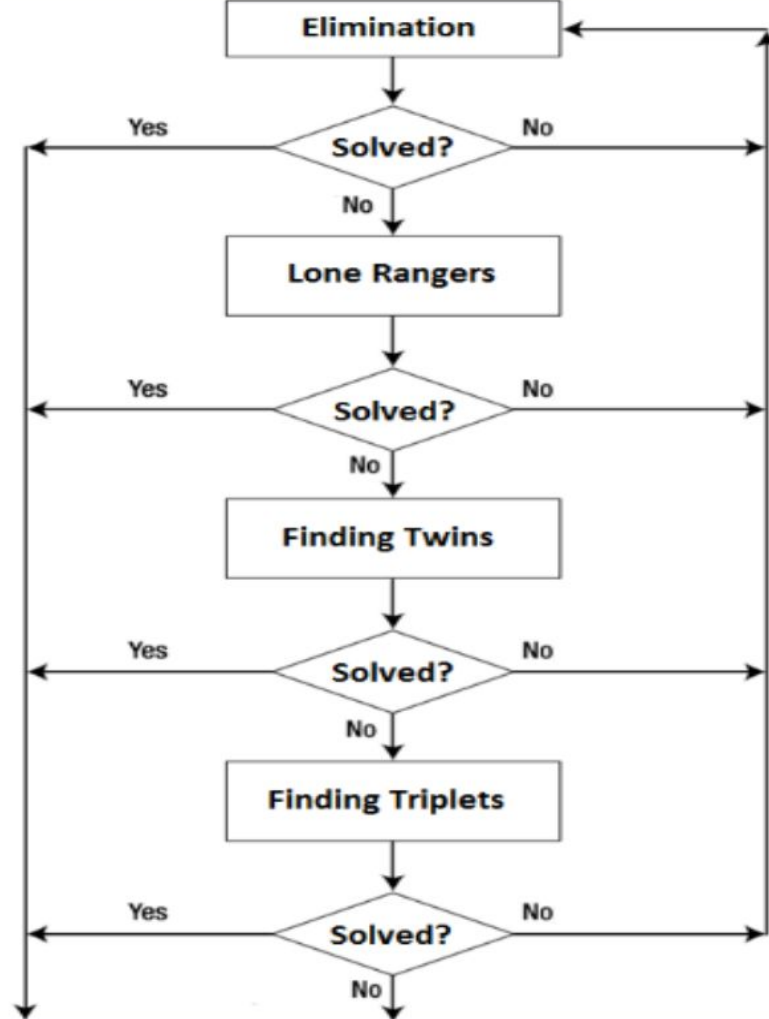 Elimination
Yes
Solved?
No
No
Lone Rangers
Yes
Solved?
No
No
Finding Twins
Yes
Solved?
No
No
Finding Triplets
Yes
Solved?
No
No